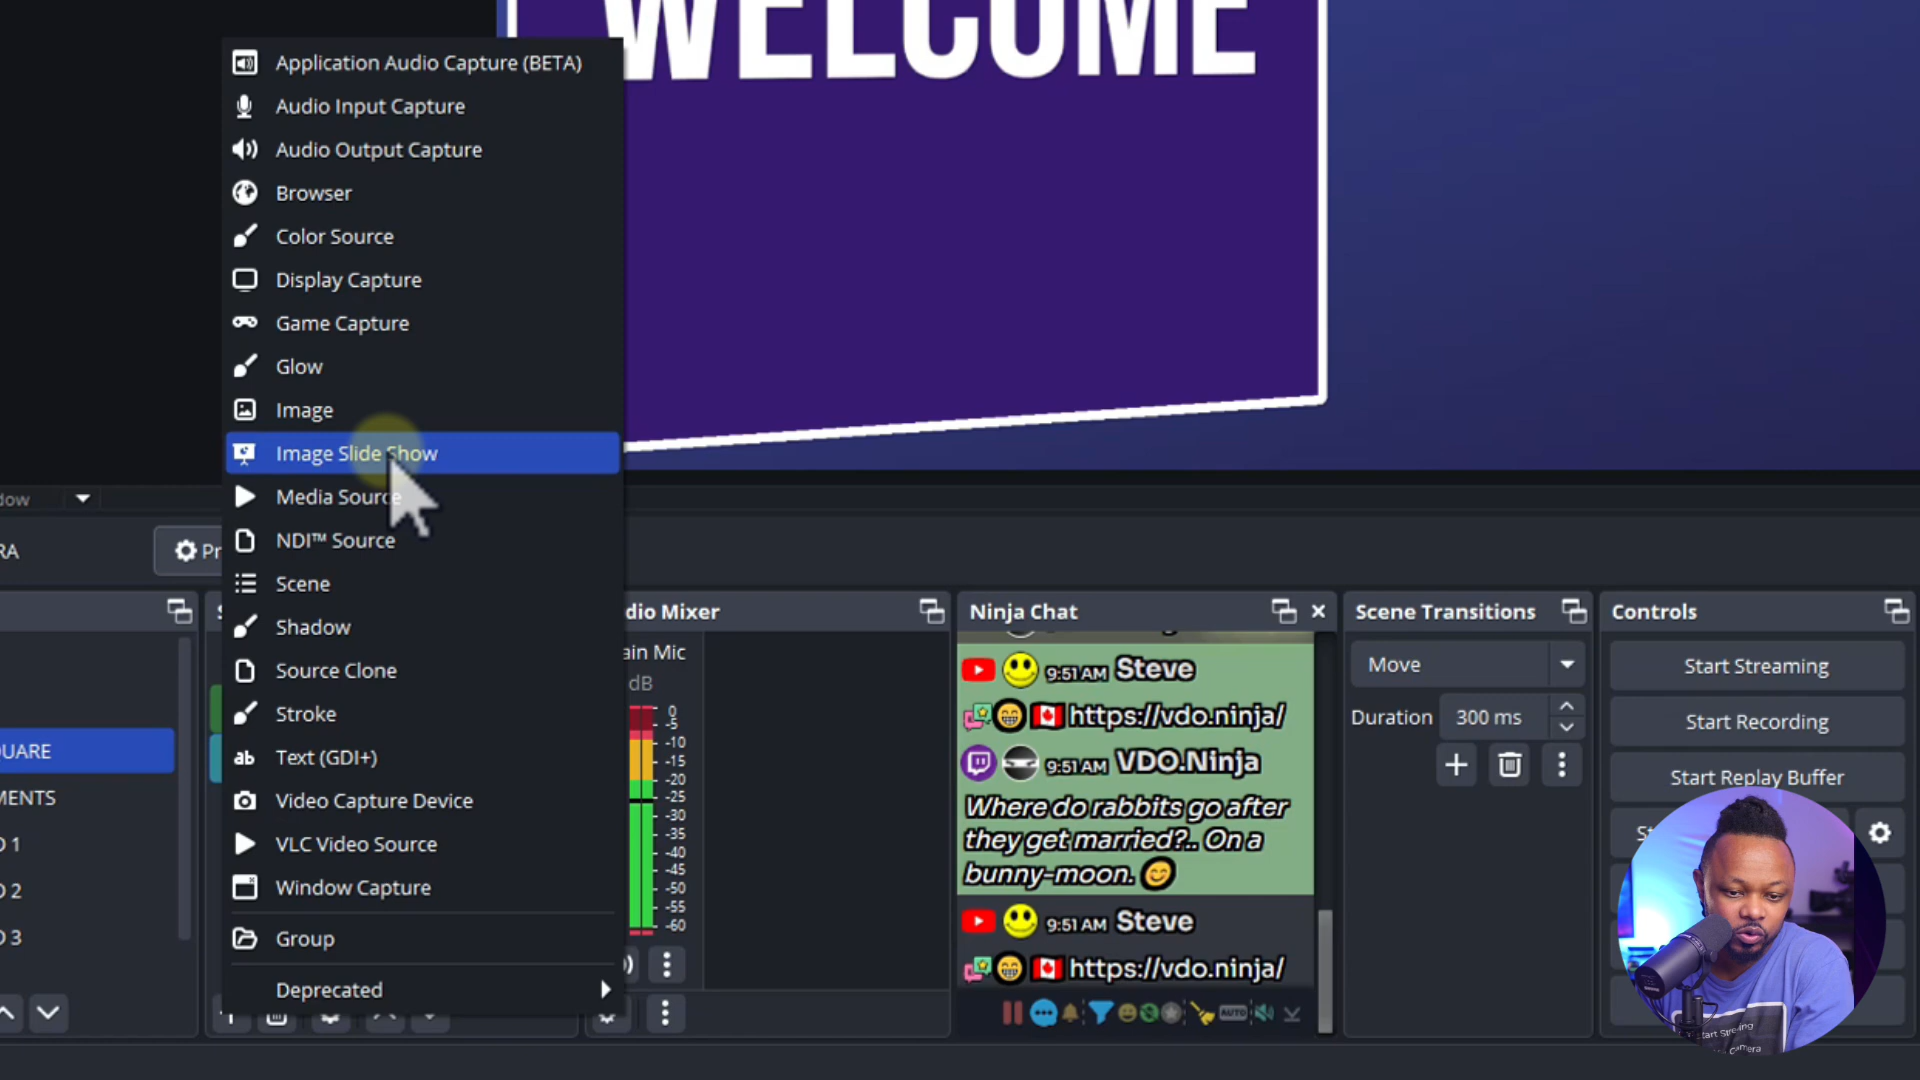 WELCOME
Application Audio Capture (BETA)
Audio Input Capture
Audio Output Capture
Browser
Color Source
Display Capture
Game Capture
Glow
Image
Image Slide Show
Media Source
NDI™ Source
Scene
Shadow
Source Clone
Stroke
Text (GDI+)
Video Capture Device
VLC Video Source
Window Capture
Group
Deprecated
dow
RA
Pr
QUARE
MENTS
D 1
D 2
D 3
dio Mixer
ain Mic
dB
0
-5
-10
-15
-20
-25
-30
-35
-40
-45
-50
-55
-60
Ninja Chat
9:51 AM Steve
https://vdo.ninja/
9:51 AM VDO.Ninja
Where do rabbits go after
they get married?.. On a
bunny-moon.
9:51 AM Steve
https://vdo.ninja/
AUTO
Scene Transitions
Move
Duration 300 ms
Controls
Start Streaming
Start Recording
Start Replay Buffer
St